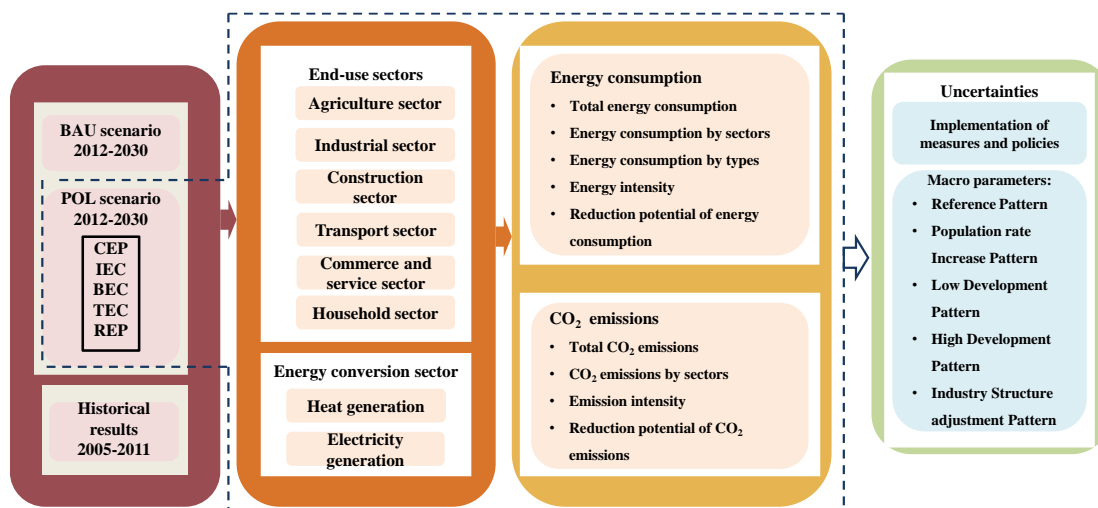 BAU scenario
2012-2030
POL scenario
2012-2030
CEP
IEC
BEC
TEC
REP
Historical
results
2005-2011
End-use sectors
Agriculture sector
Industrial sector
Construction
sector
Transport sector
Commerce and
service sector
Household sector
Energy conversion sector
Heat generation
Electricity
generation
Energy consumption
• Total energy consumption
• Energy consumption by sectors
• Energy consumption by types
• Energy intensity
• Reduction potential of energy
consumption
CO₂ emissions
• Total CO₂ emissions
• CO₂ emissions by sectors
• Emission intensity
• Reduction potential of CO₂
emissions
Uncertainties
Implementation of
measures and policies
Macro parameters:
• Reference Pattern
• Population rate
Increase Pattern
• Low Development
Pattern
• High Development
Pattern
• Industry Structure
adjustment Pattern